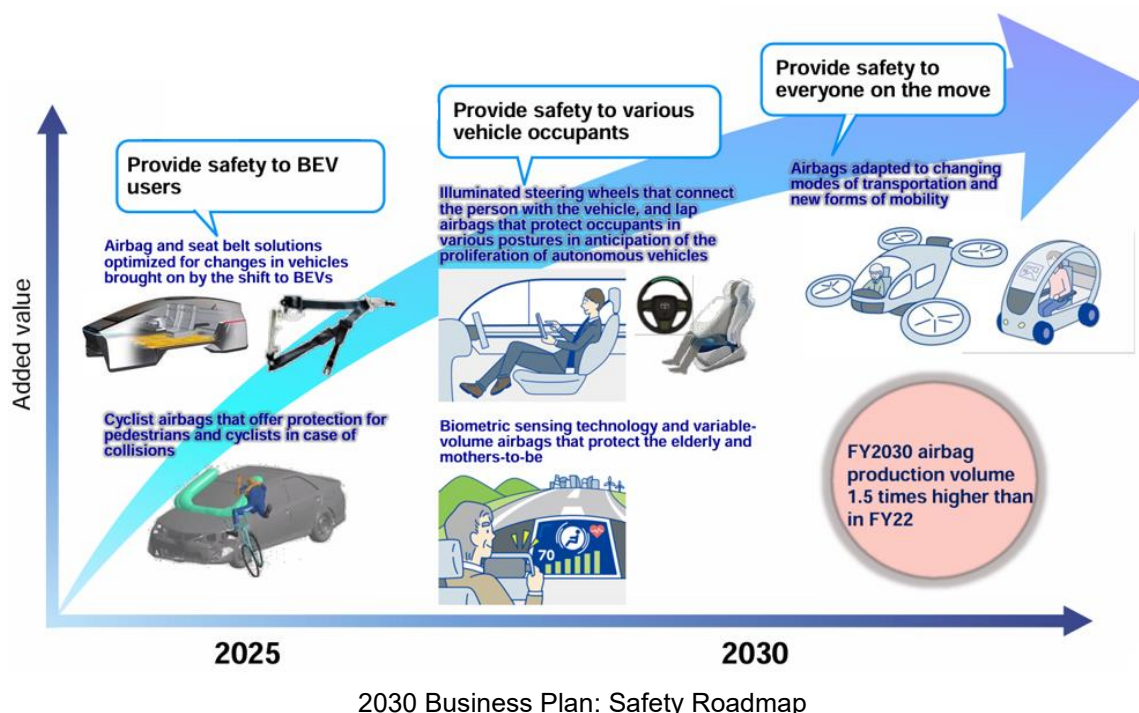 Provide safety to
everyone on the move
Provide safety to various
vehicle occupants
Provide safety to BEV
users
Airbags adapted to changing
modes of transportation and
new forms of mobility
Illuminated steering wheels that connect
the person with the vehicle, and lap
airbags that protect occupants in
various postures in anticipation of the
proliferation of autonomous vehicles
Airbag and seat belt solutions
optimized for changes in vehicles
brought on by the shift to BEVs
Added value
Cyclist airbags that offer protection for
pedestrians and cyclists in case of
collisions
Biometric sensing technology and variable-
volume airbags that protect the elderly and
mothers-to-be
70
FY2030 airbag
production volume
1.5 times higher than
in FY22
2025
2030
2030 Business Plan: Safety Roadmap